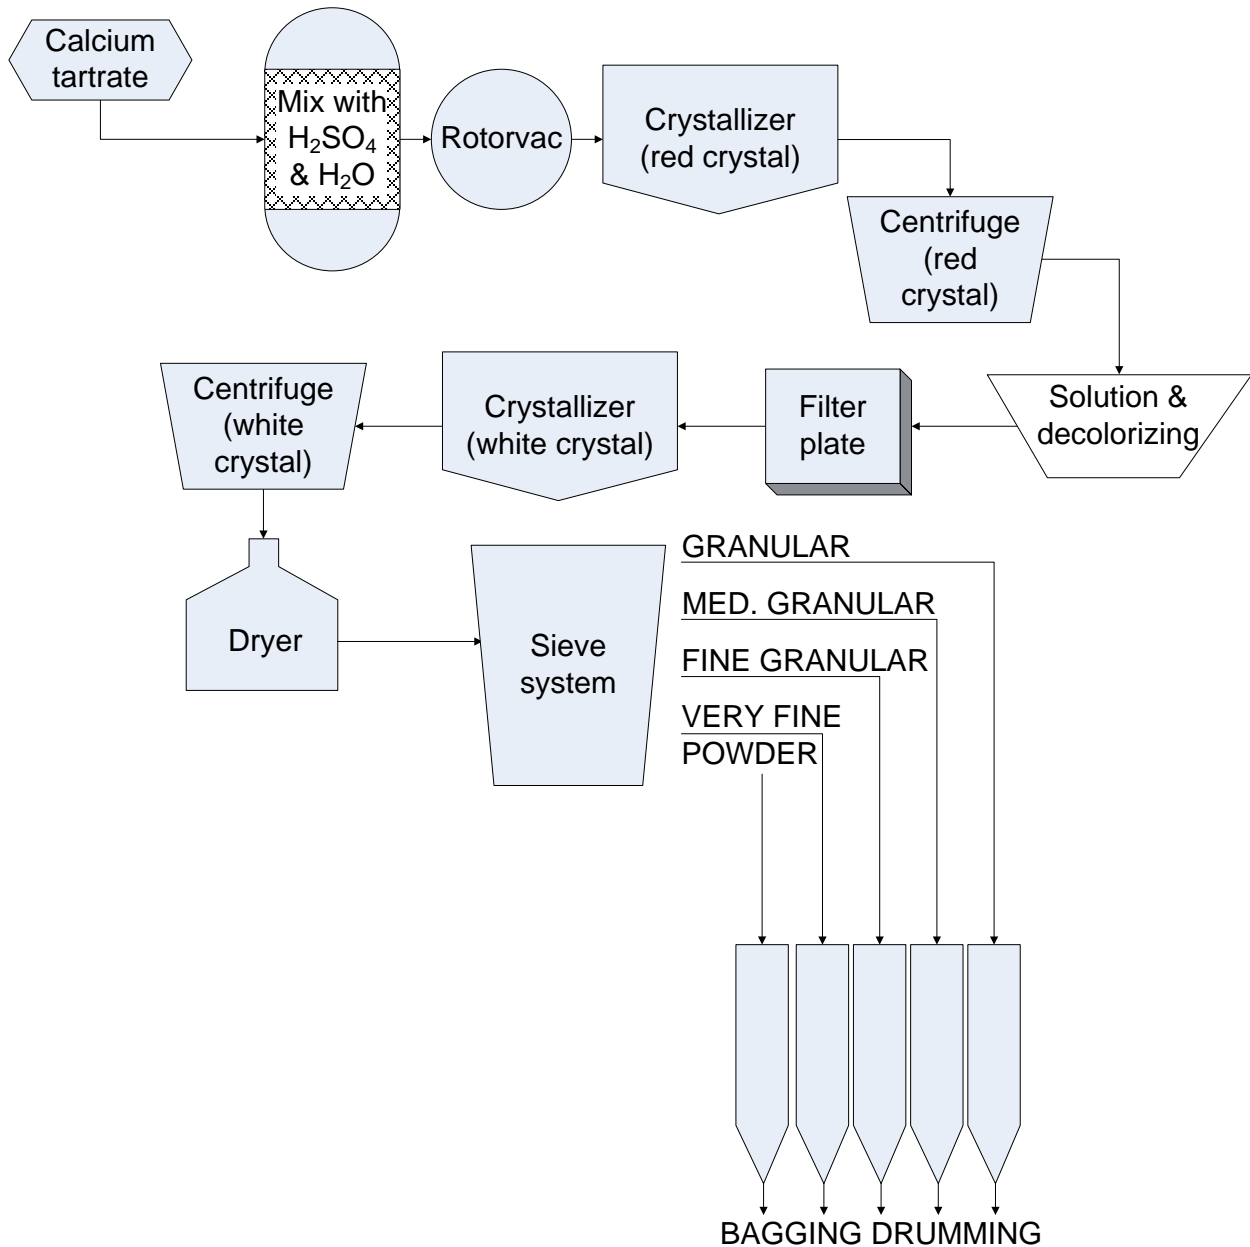 Calcium
tartrate
Mix with
H₂SO₄
& H₂O
Rotorvac
Crystallizer
(red crystal)
Centrifuge
(red
crystal)
Solution &
decolorizing
Filter
plate
Crystallizer
(white crystal)
Centrifuge
(white
crystal)
Dryer
Sieve
system
GRANULAR
MED. GRANULAR
FINE GRANULAR
VERY FINE
POWDER
BAGGING DRUMMING